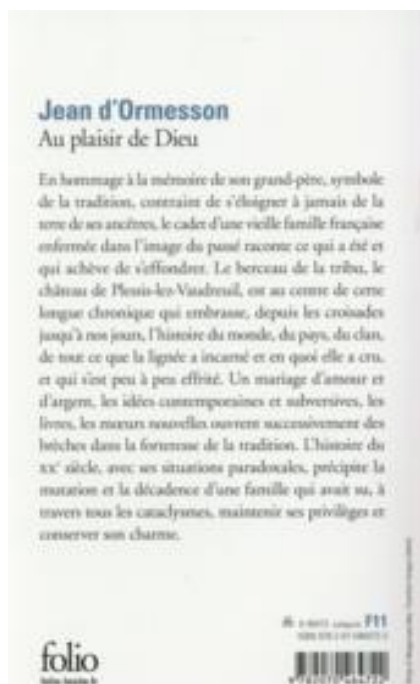 Jean d'Ormesson
Au plaisir de Dieu
En hommage à la mémoire de son grand-père, symbole
de la tradition, contraint de s'éloigner à jamais de la
terre de ses ancêtres, le cadet d'une vieille famille française
enfermée dans l'image du passé raconte ce qui a été et
qui achève de s'effondrer. Le berceau de la tribu, le
château de Plessis-lez-Vaudreuil, est au centre de cette
longue chronique qui embrasse, depuis les croisades
jusqu'à nos jours, l'histoire du monde, du pays, du clan,
de tout ce que la lignée a incarné et en quoi elle a cru,
et qui s'est peu à peu effrité. Un mariage d'amour et
d'argent, les idées contemporaines et subversives, les
livres, les mœurs nouvelles ouvrent successivement des
brèches dans la forteresse de la tradition. L'histoire du
XXe siècle, avec ses situations paradoxales, précipite la
mutation et la décadence d'une famille qui avait su, à
travers tous les cataclysmes, maintenir ses privilèges et
conserver son charme.
catégorie F11
ISBN
folio